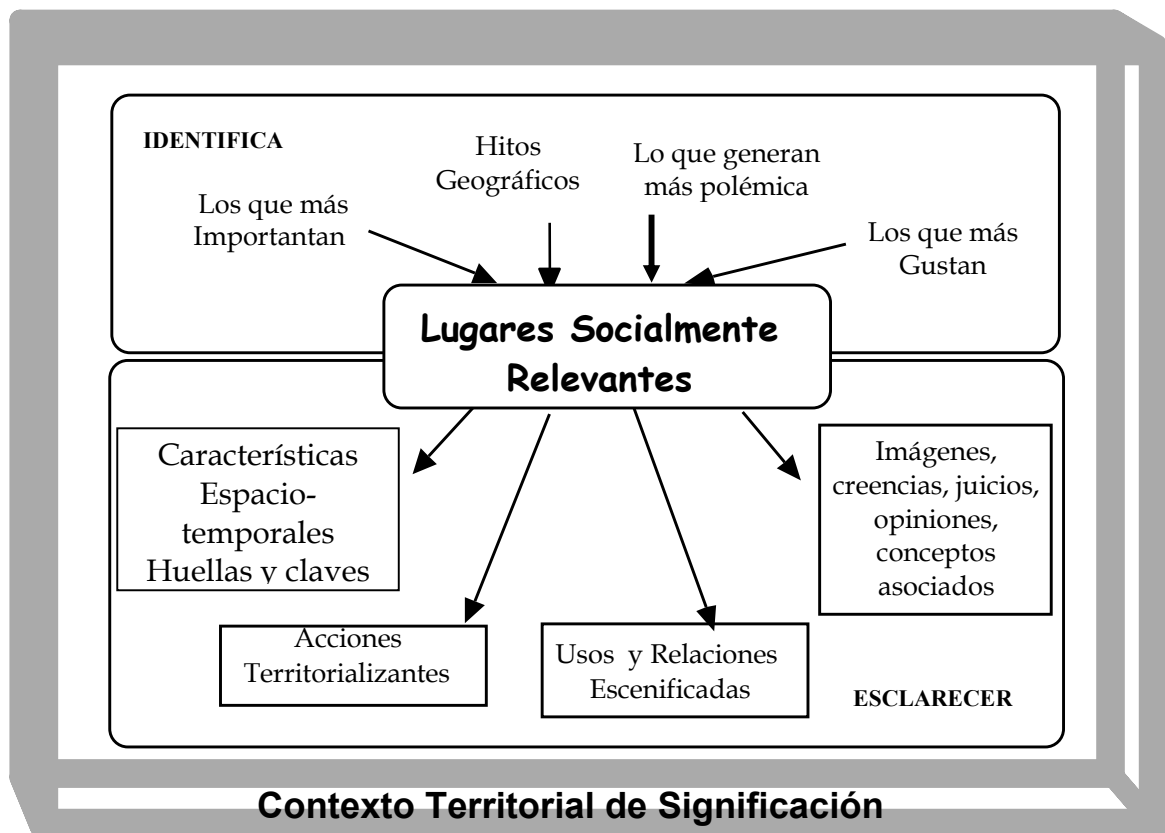 IDENTIFICA
Hitos
Geográficos
Lo que generan
más polémica
Los que más
Importantan
Los que más
Gustan
Lugares Socialmente
Relevantes
Características
Espacio-
temporales
Huellas y claves
Imágenes,
creencias, juicios,
opiniones,
conceptos
asociados
Acciones
Territorializantes
Usos y Relaciones
Escenificadas
ESCLARECER
Contexto Territorial de Significación